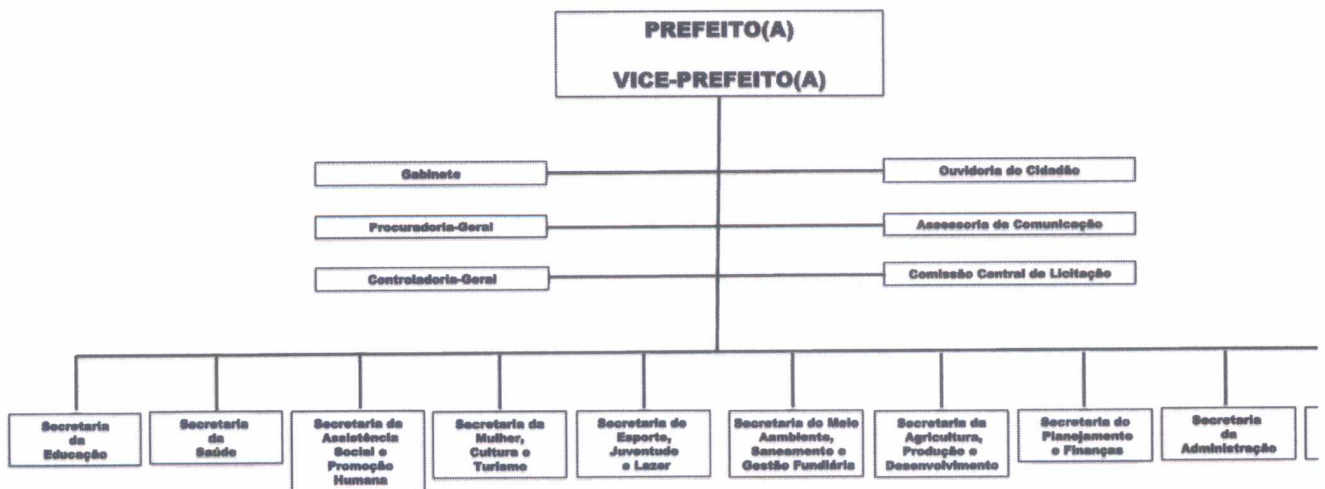 PREFEITO(A)
VICE-PREFEITO(A)
Gabinete
Ouvidoria do Cidadão
Procuradoria-Geral
Assessoria de Comunicação
Controladoria-Geral
Comissão Central de Licitação
Secretaria
da
Educação
Secretaria
da
Saúde
Secretaria da
Assistência
Social e
Promoção
Humana
Secretaria da
Mulher,
Cultura e
Turismo
Secretaria de
Esporte,
Juventude
e Lazer
Secretaria do Meio
Aambiente,
Saneamento e
Gestão Fundiária
Secretaria da
Agricultura,
Produção e
Desenvolvimento
Secretaria do
Planejamento
e Finanças
Secretaria
da
Administração